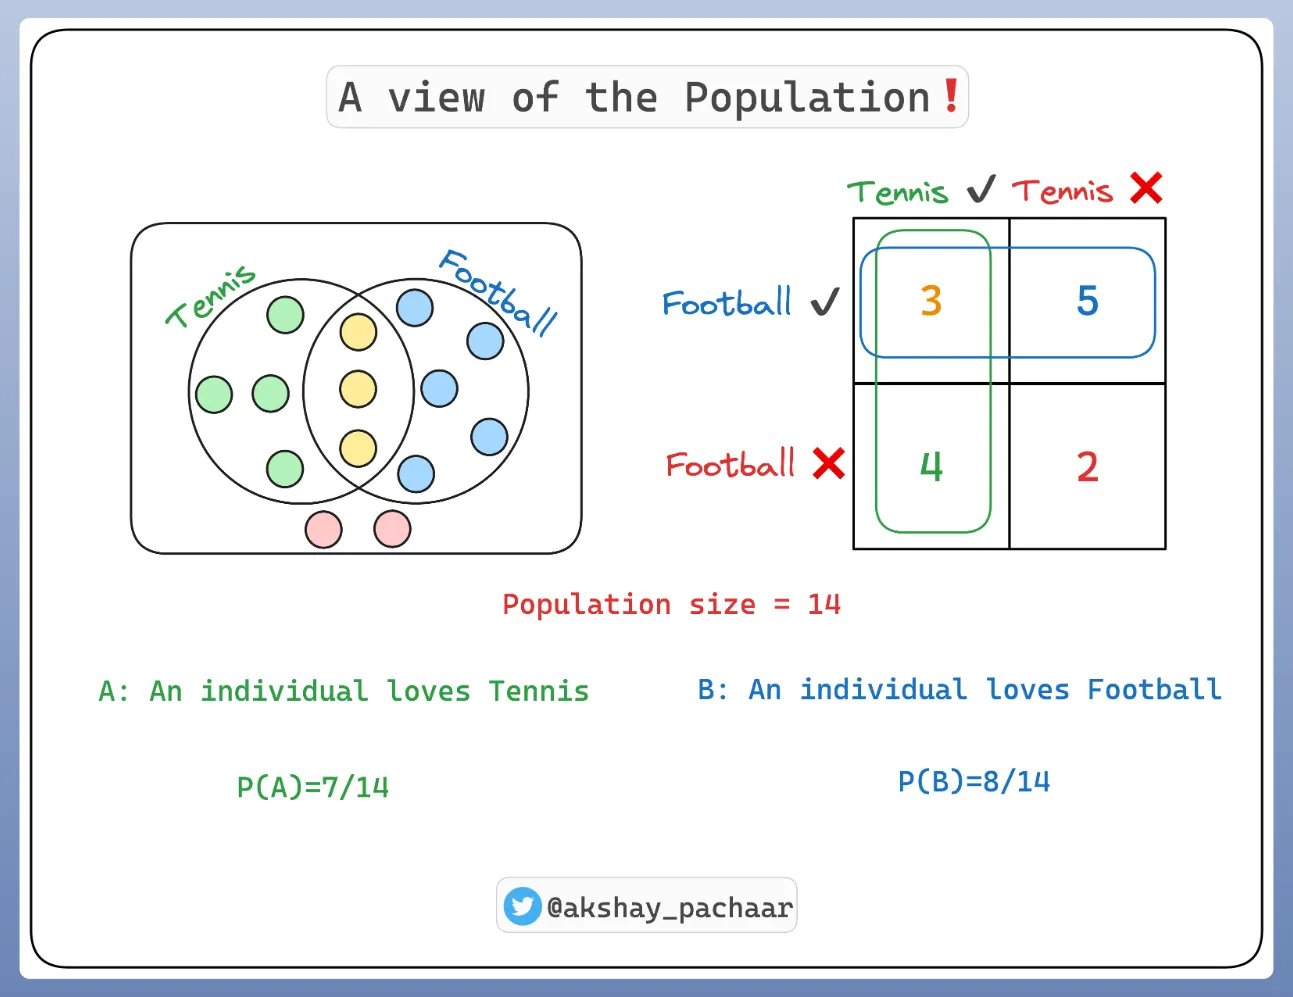 A view of the Population❗
Tennis ✔ Tennis ❌
Tennis
Football
Football ✔
3
5
Football ❌
4
2
Population size = 14
A: An individual loves Tennis
B: An individual loves Football
P(A)=7/14
P(B)=8/14
@akshay_pachaar